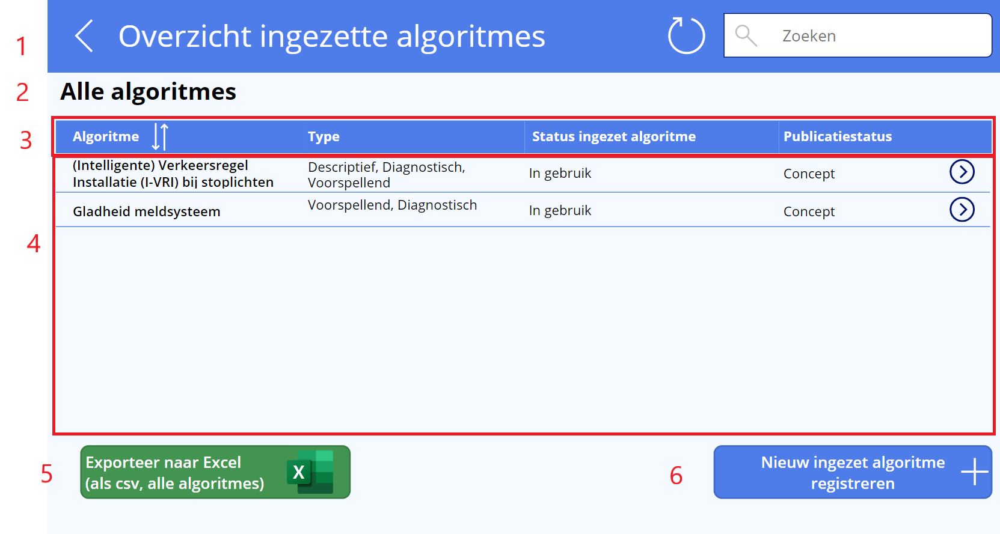 1
Overzicht ingezette algoritmes
Zoeken
2
Alle algoritmes
3
Algoritme
Type
Status ingezet algoritme
Publicatiestatus
4
(Intelligente) Verkeersregel
Installatie (I-VRI) bij stoplichten
Descriptief, Diagnostisch,
Voorspellend
In gebruik
Concept
Gladheid meldsysteem
Voorspellend, Diagnostisch
In gebruik
Concept
5
Exporteer naar Excel
(als csv, alle algoritmes)
X
6
Nieuw ingezet algoritme
registreren